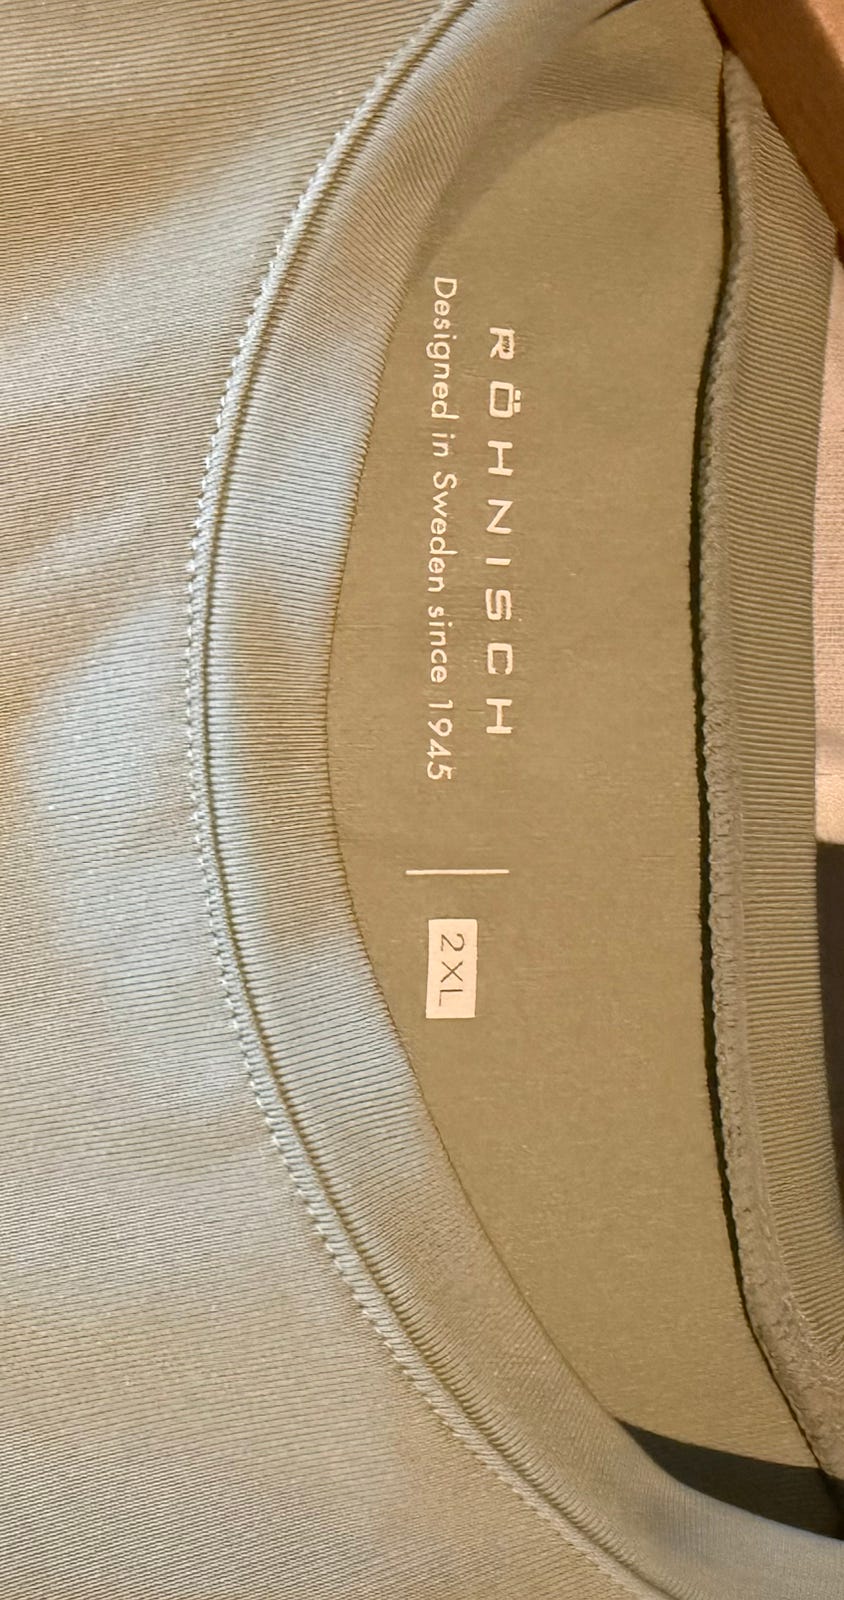 RÖHNISCH
Designed in Sweden since 1945
2XL